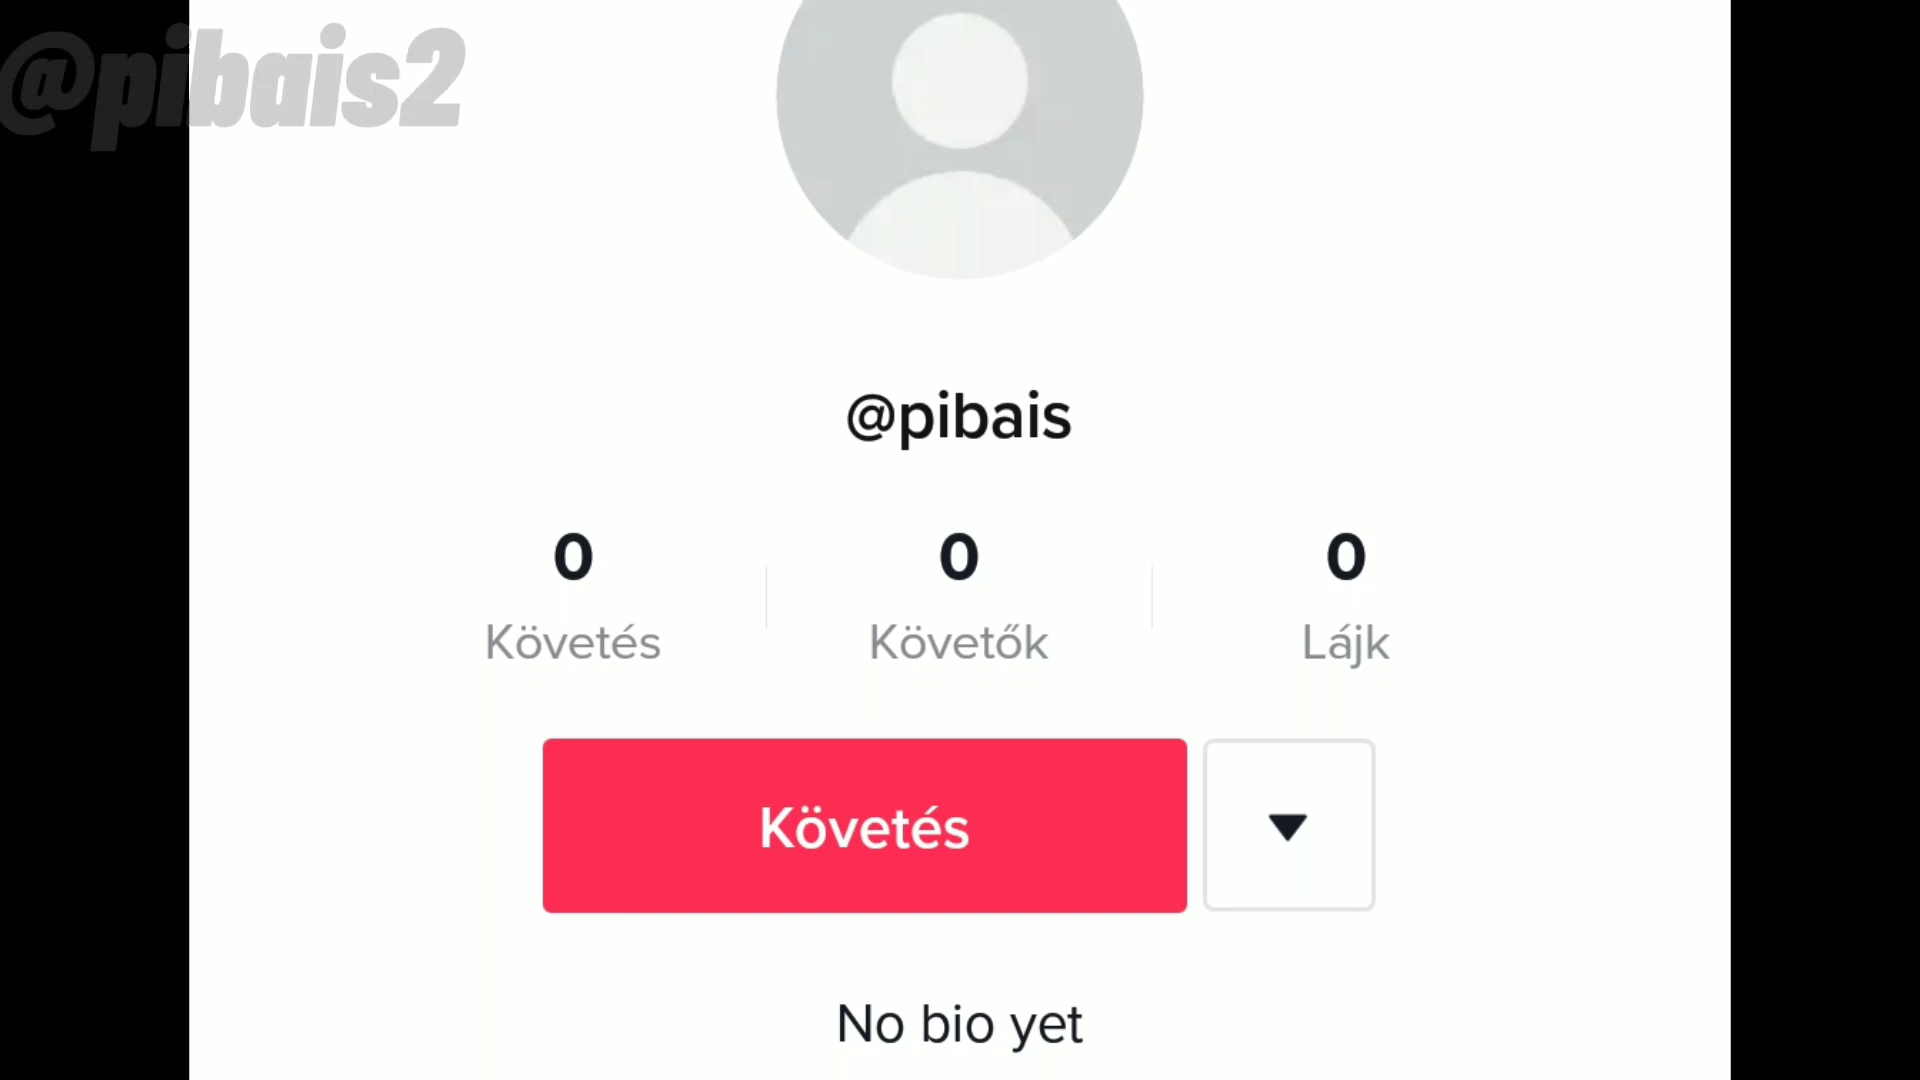 @pibais2
@pibais
0 0 0
Követés Követők Lájk
Követés
No bio yet